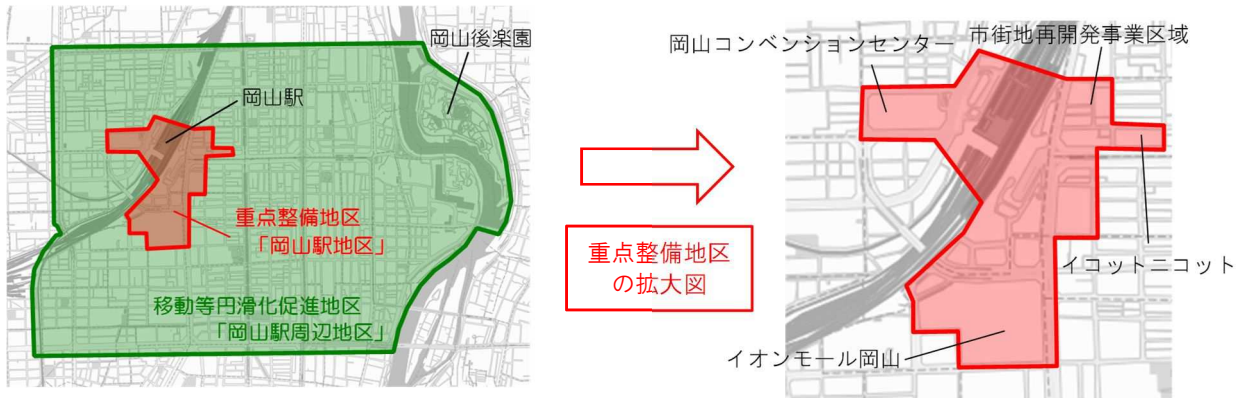 岡山後楽園
岡山駅
重点整備地区
「岡山駅地区」
移動等円滑化促進地区
「岡山駅周辺地区」
重点整備地区
の拡大図
岡山コンベンションセンター
市街地再開発事業区域
イコットニコット
イオンモール岡山